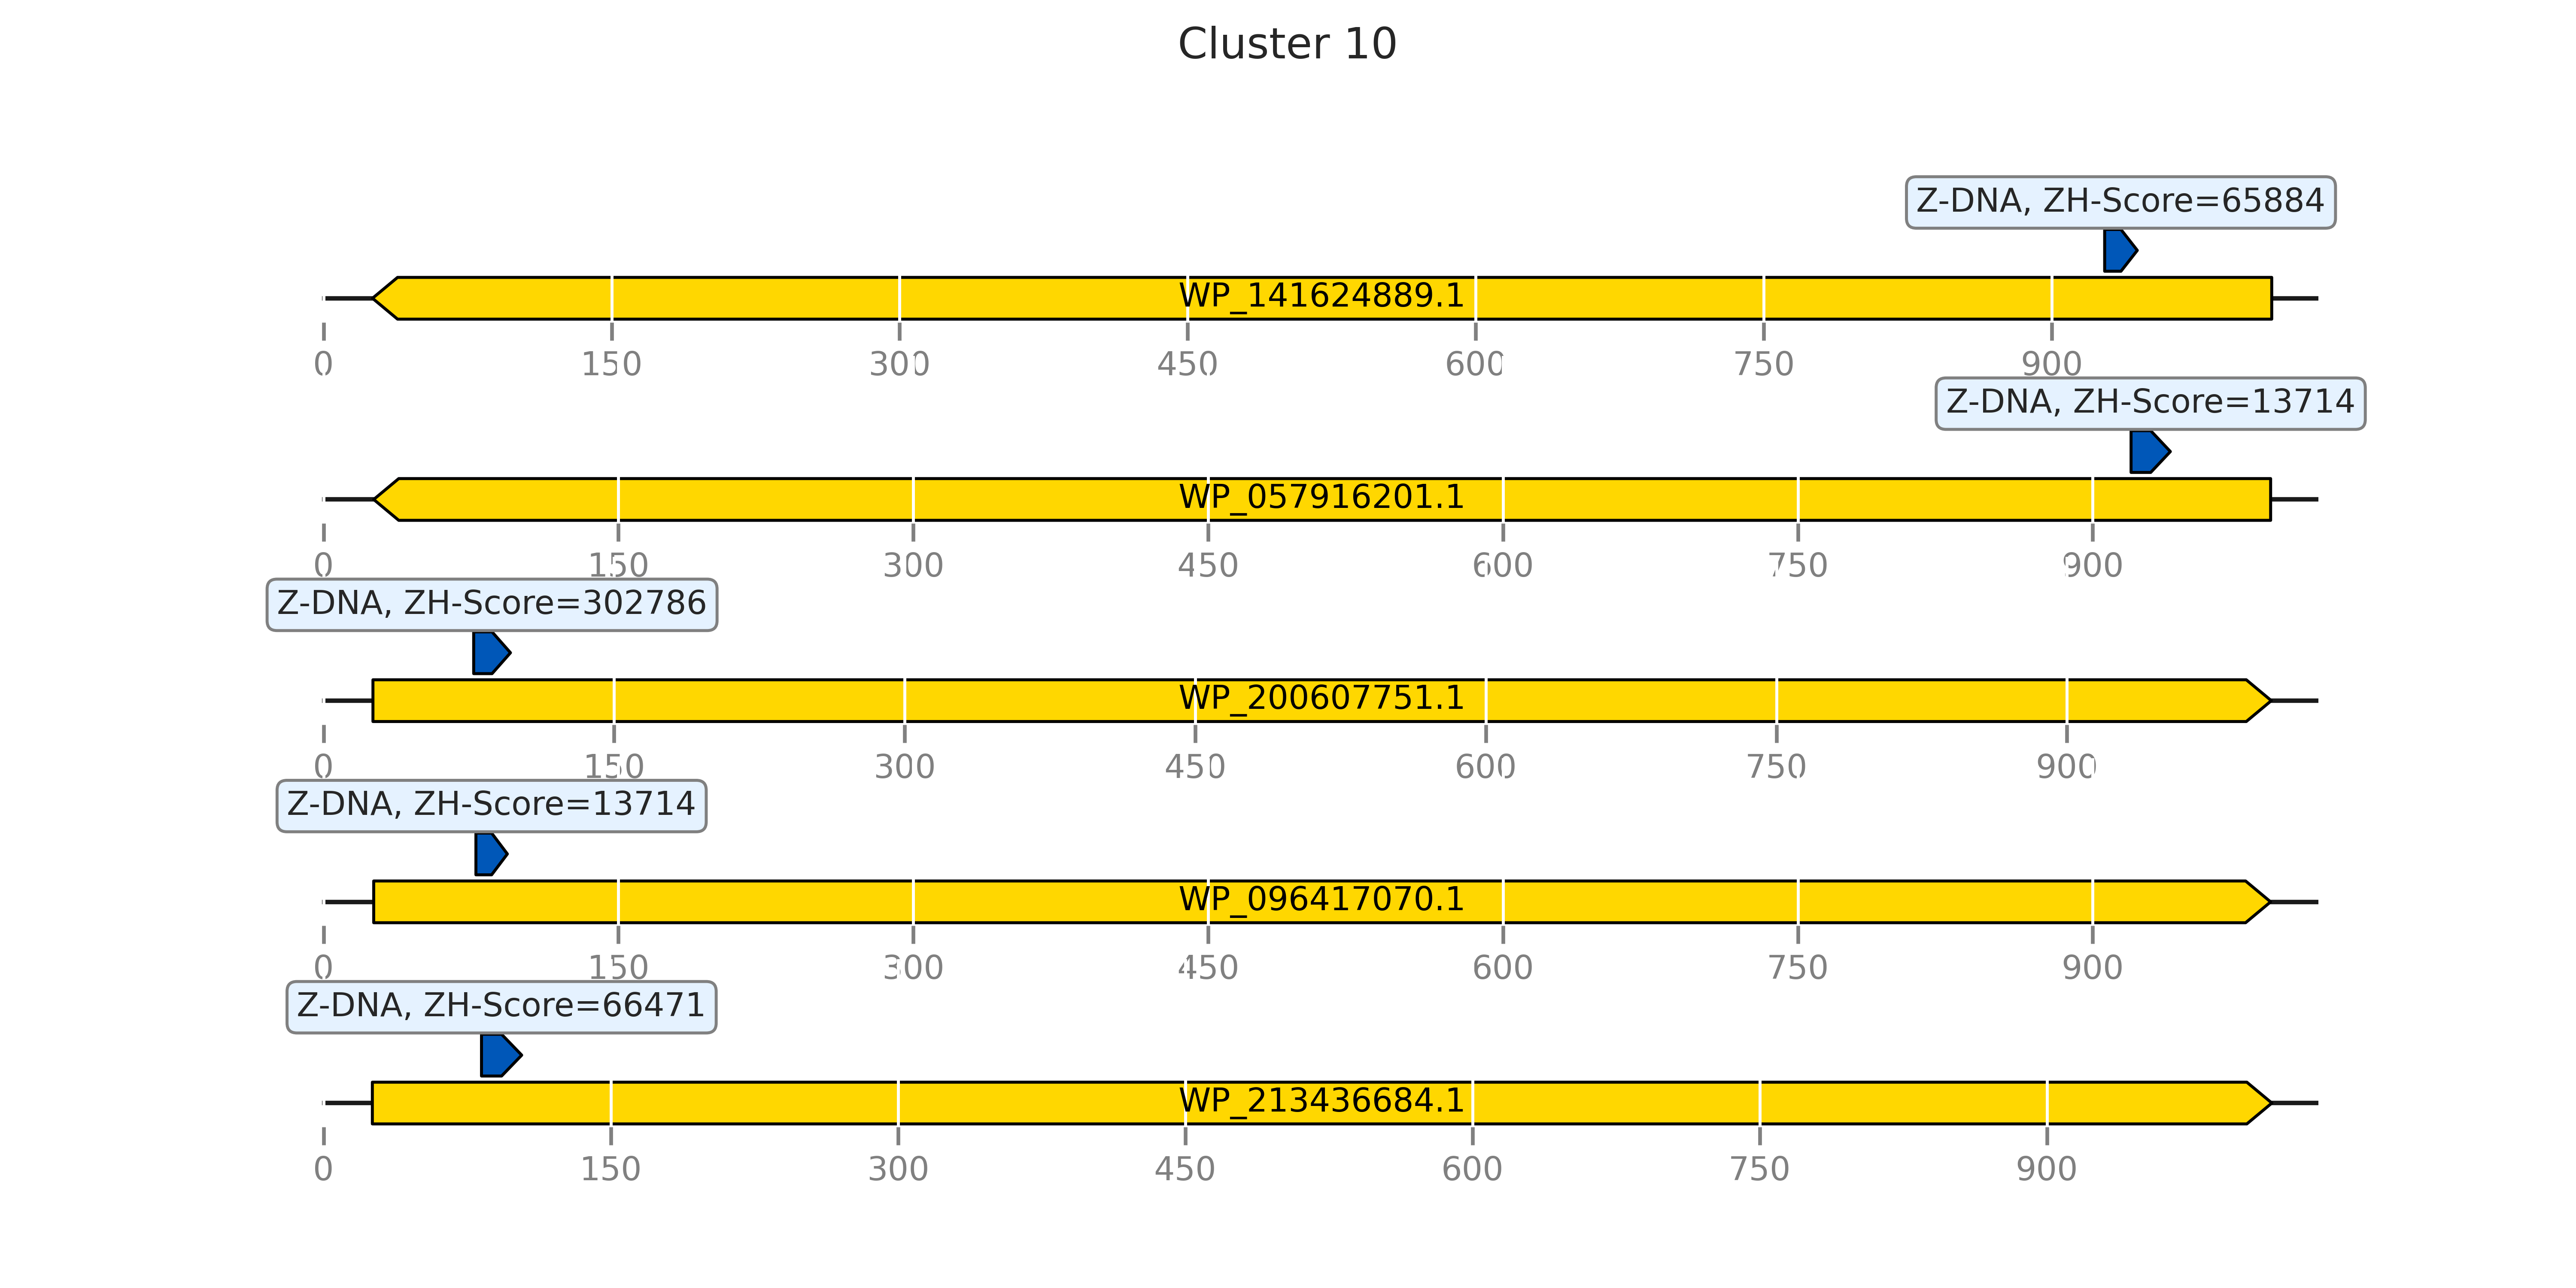 Cluster 10
Z-DNA, ZH-Score=65884
WP_141624889.1
0 150 300 450 600 750 900
Z-DNA, ZH-Score=13714
WP_057916201.1
0 150 300 450 600 750 900
Z-DNA, ZH-Score=302786
WP_200607751.1
0 150 300 450 600 750 900
Z-DNA, ZH-Score=13714
WP_096417070.1
0 150 300 450 600 750 900
Z-DNA, ZH-Score=66471
WP_213436684.1
0 150 300 450 600 750 900